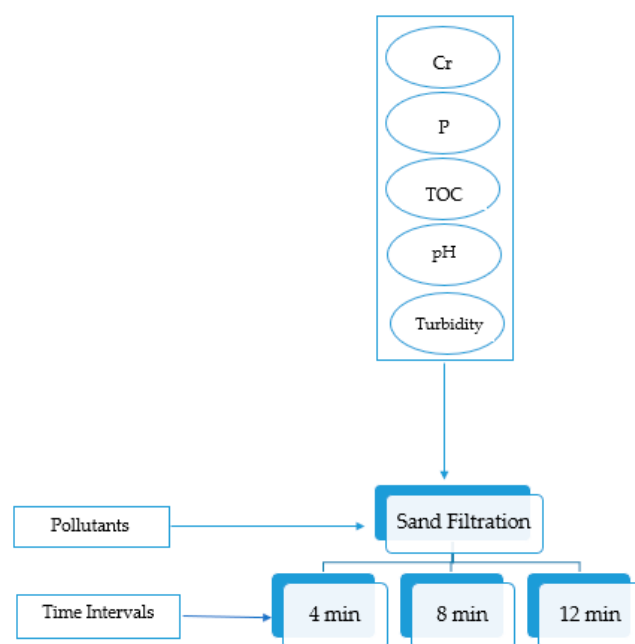 Cr
P
TOC
pH
Turbidity
Pollutants
Sand Filtration
Time Intervals
4 min
8 min
12 min